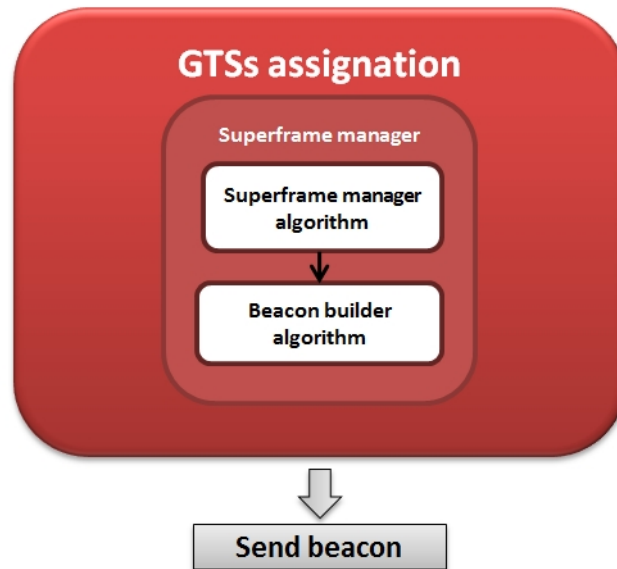 GTSs assignation
Superframe manager
Superframe manager
algorithm
Beacon builder
algorithm
Send beacon